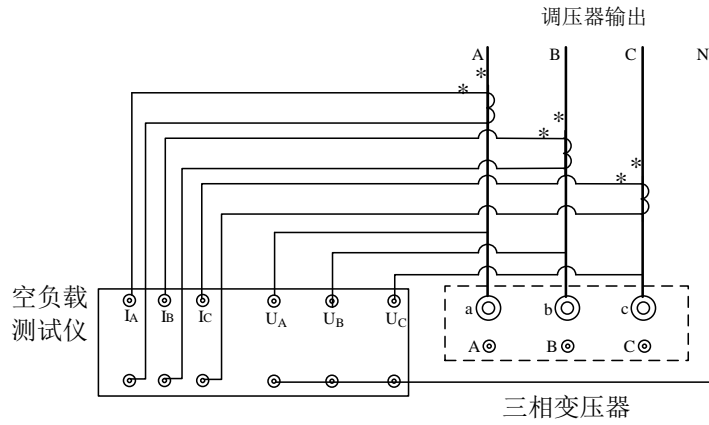 调压器输出
A B C N
* *
* *
* *
空负载
测试仪
IA IB IC UA UB UC
a b c
A B C
三相变压器